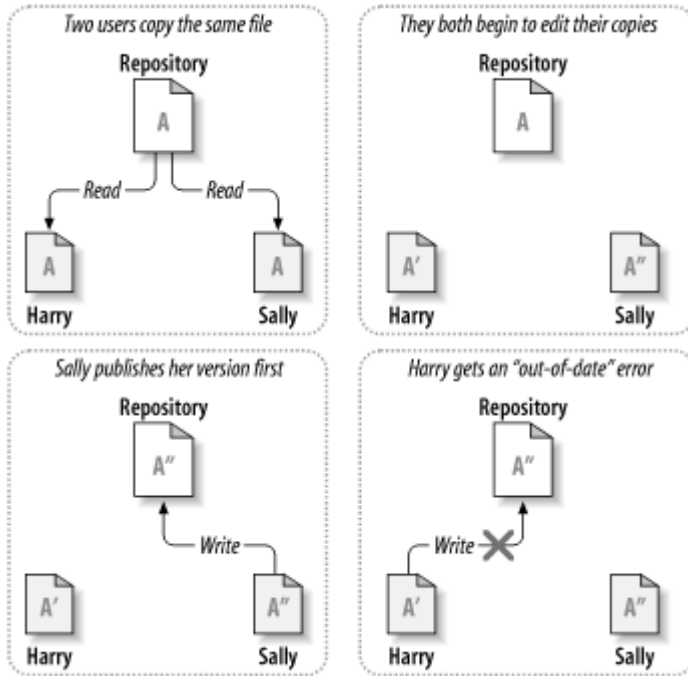 Two users copy the same file
Repository
A
Read
Read
A
A
Harry
Sally
They both begin to edit their copies
Repository
A
A'
A"
Harry
Sally
Sally publishes her version first
Repository
A"
Write
A'
A"
Harry
Sally
Harry gets an “out-of-date” error
Repository
A"
Write
A'
A"
Harry
Sally